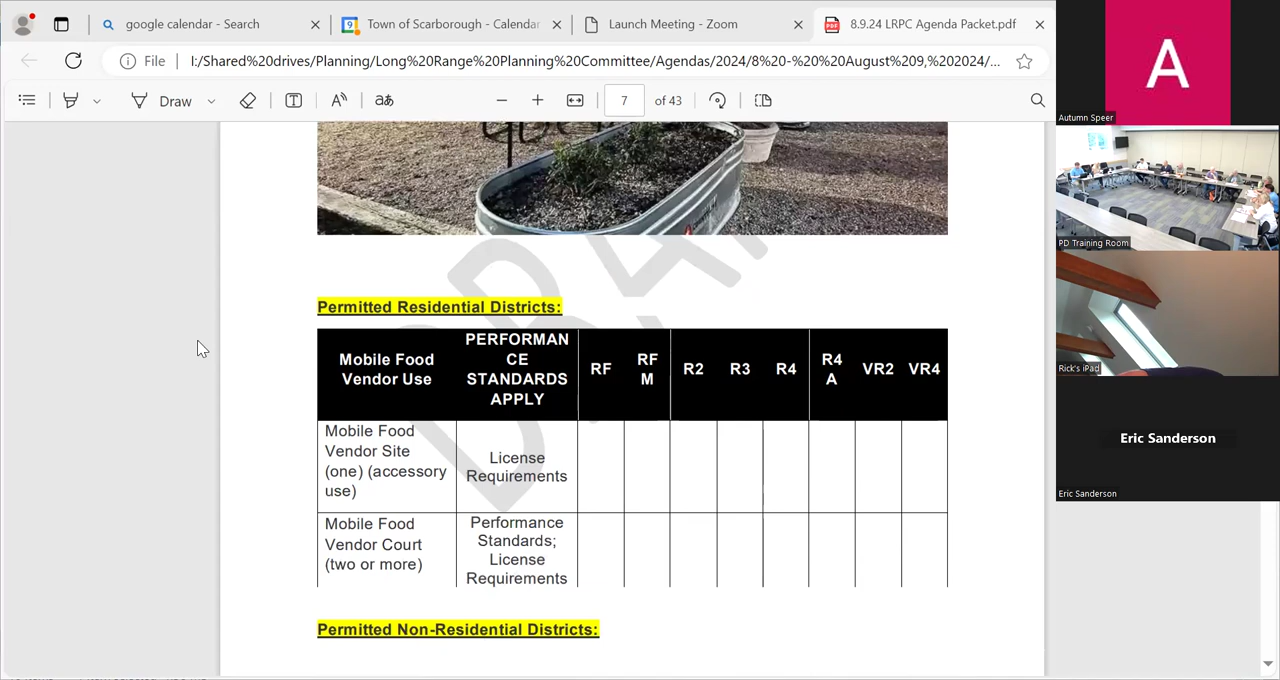 google calendar - Search
Town of Scarborough - Calendar
Launch Meeting - Zoom
8.9.24 LRPC Agenda Packet.pdf
File
I:/Shared%20drives/Planning/Long%20Range%20Planning%20Committee/Agendas/2024/8%20-%20%20August%209,%202024/...
Draw
7
of 43
DRAF
Permitted Residential Districts:
Mobile Food
Vendor Use
PERFORMAN
CE
STANDARDS
APPLY
RF
RF
M
R2
R3
R4
R4
A
VR2
VR4
Mobile Food
Vendor Site
(one) (accessory
use)
License
Requirements
Mobile Food
Vendor Court
(two or more)
Performance
Standards;
License
Requirements
Permitted Non-Residential Districts:
A
Autumn Speer
PD Training Room
Rick's iPad
Eric Sanderson
Eric Sanderson